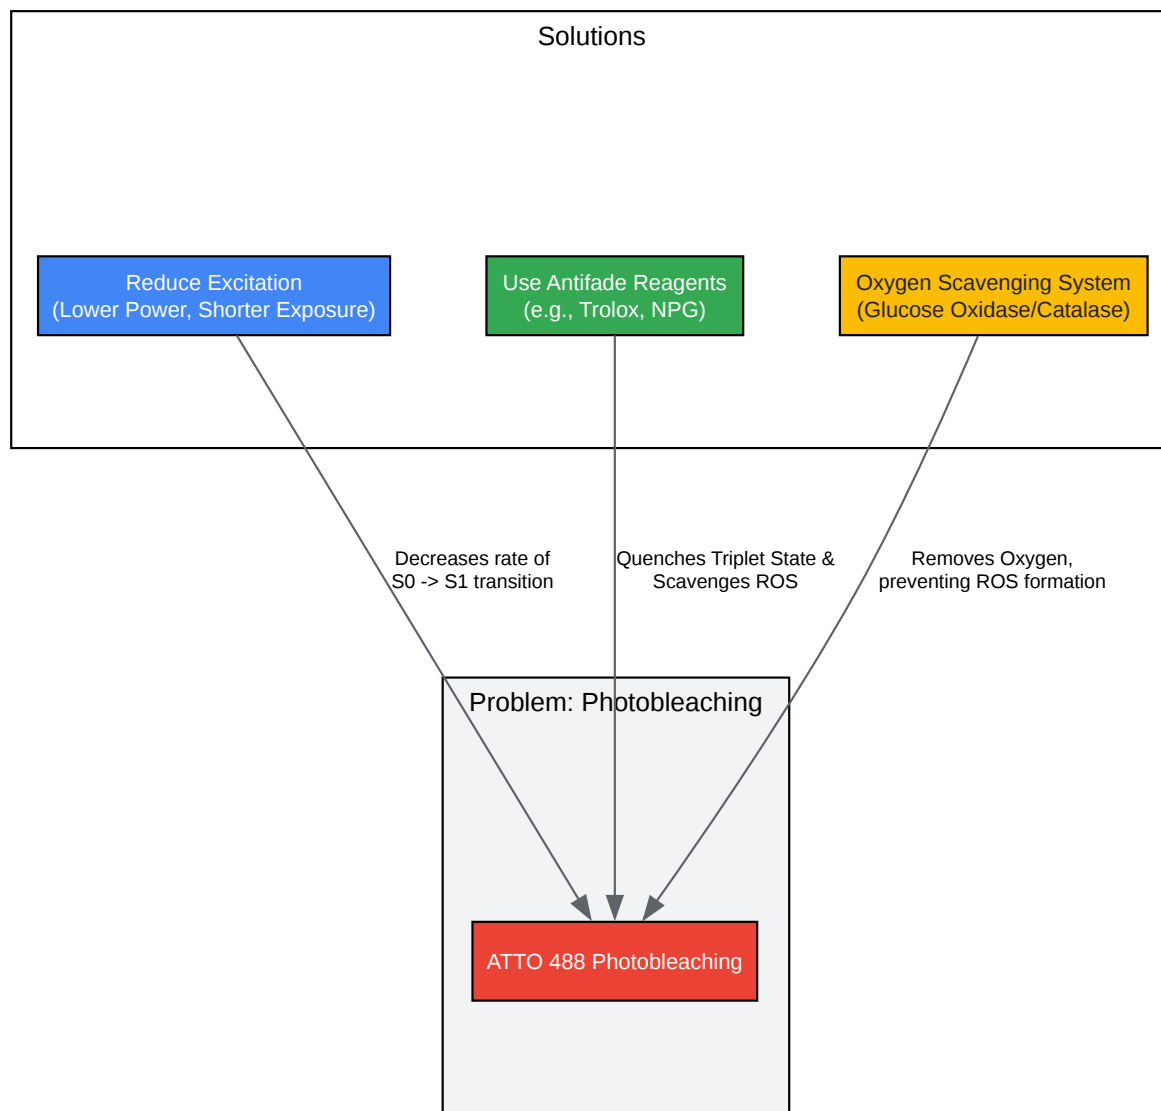 Solutions
Reduce Excitation
(Lower Power, Shorter Exposure)
Use Antifade Reagents
(e.g., Trolox, NPG)
Oxygen Scavenging System
(Glucose Oxidase/Catalase)
Decreases rate of
S0 -> S1 transition
Quenches Triplet State &
Scavenges ROS
Removes Oxygen,
preventing ROS formation
Problem: Photobleaching
ATTO 488 Photobleaching